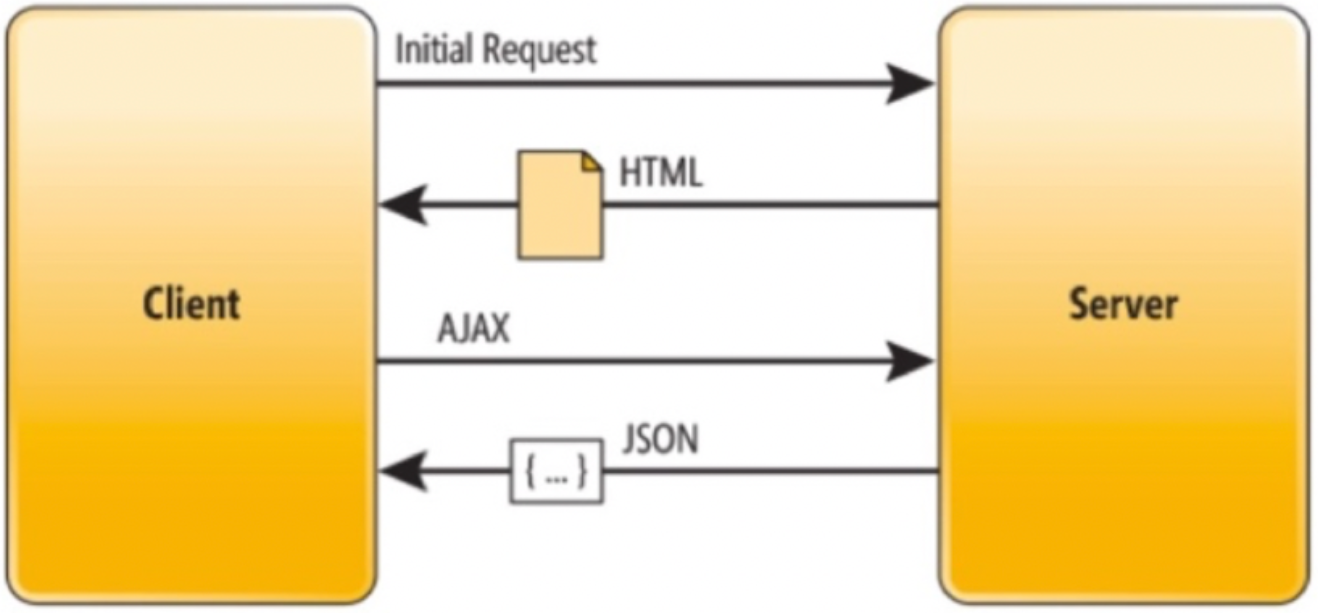 Initial Request
HTML
Client
Server
AJAX
JSON
{ ... }